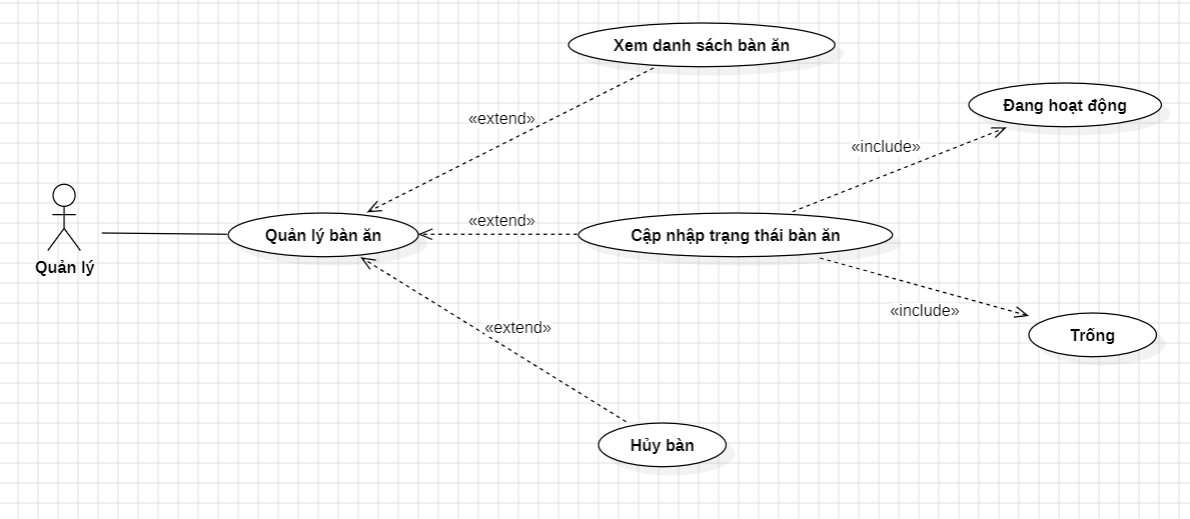 Xem danh sách bàn ăn
Đang hoạt động
«extend»
«include»
Quản lý
Quản lý bàn ăn
«extend»
Cập nhập trạng thái bàn ăn
«include»
Trống
«extend»
Hủy bàn